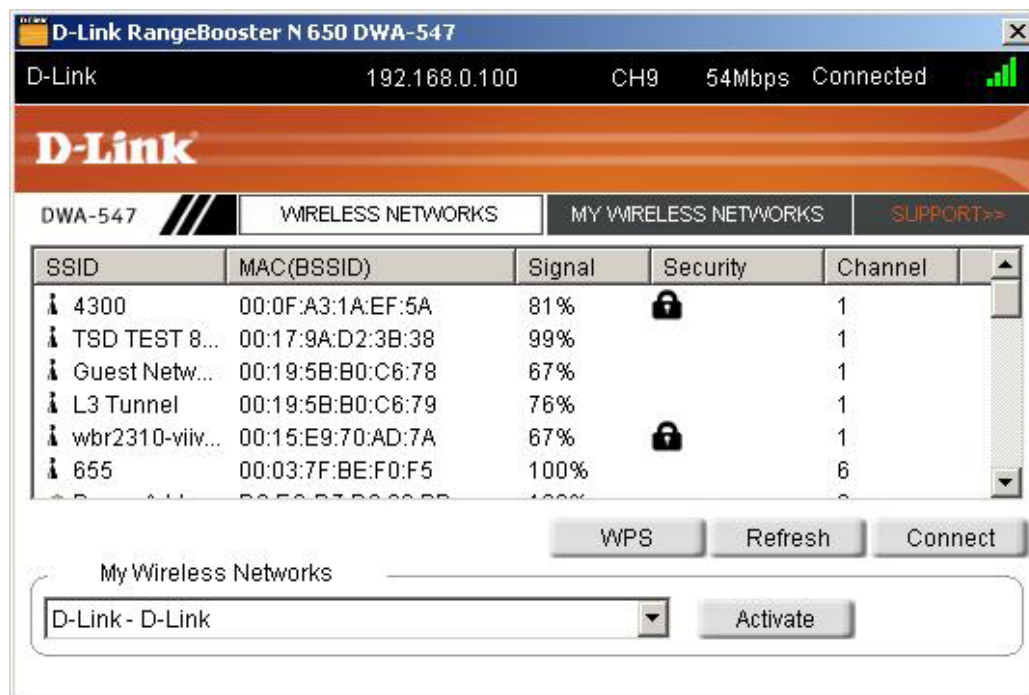 D-Link RangeBooster N 650 DWA-547
D-Link 192.168.0.100 CH9 54Mbps Connected
D-Link
DWA-547 WIRELESS NETWORKS MY WIRELESS NETWORKS SUPPORT>>
SSID MAC(BSSID) Signal Security Channel
4300 00:0F:A3:1A:EF:5A 81% 1
TSD TEST 8... 00:17:9A:D2:3B:38 99% 1
Guest Netw... 00:19:5B:B0:C6:78 67% 1
L3 Tunnel 00:19:5B:B0:C6:79 76% 1
wbr2310-viiv... 00:15:E9:70:AD:7A 67% 1
655 00:03:7F:BE:F0:F5 100% 6
WPS Refresh Connect
My Wireless Networks
D-Link - D-Link Activate